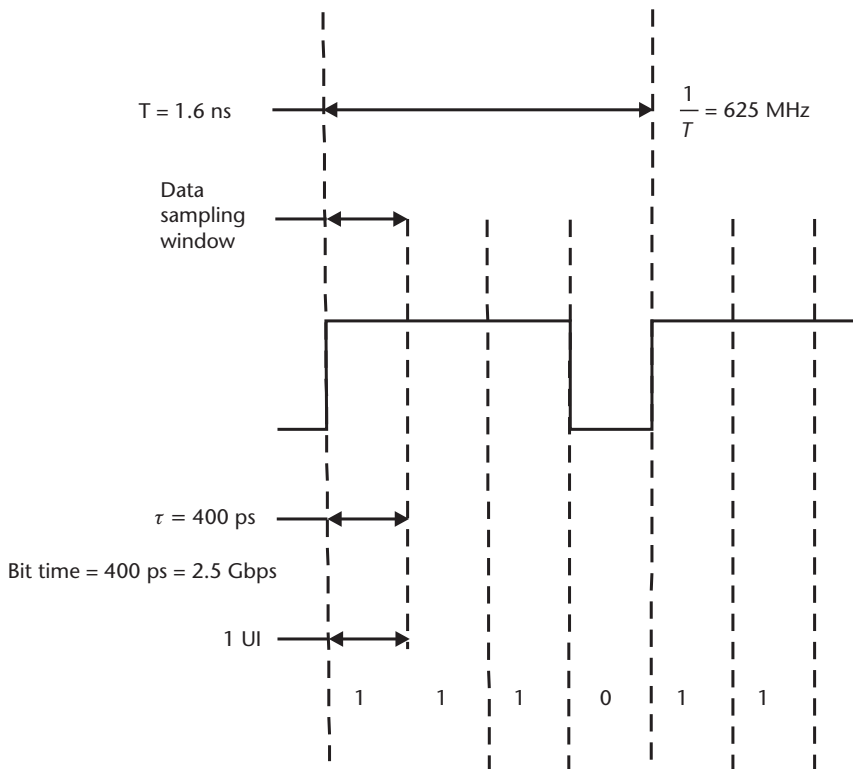 T = 1.6 ns
1
T
= 625 MHz
Data
sampling
window
τ = 400 ps
Bit time = 400 ps = 2.5 Gbps
1 UI
1 1 1 0 1 1